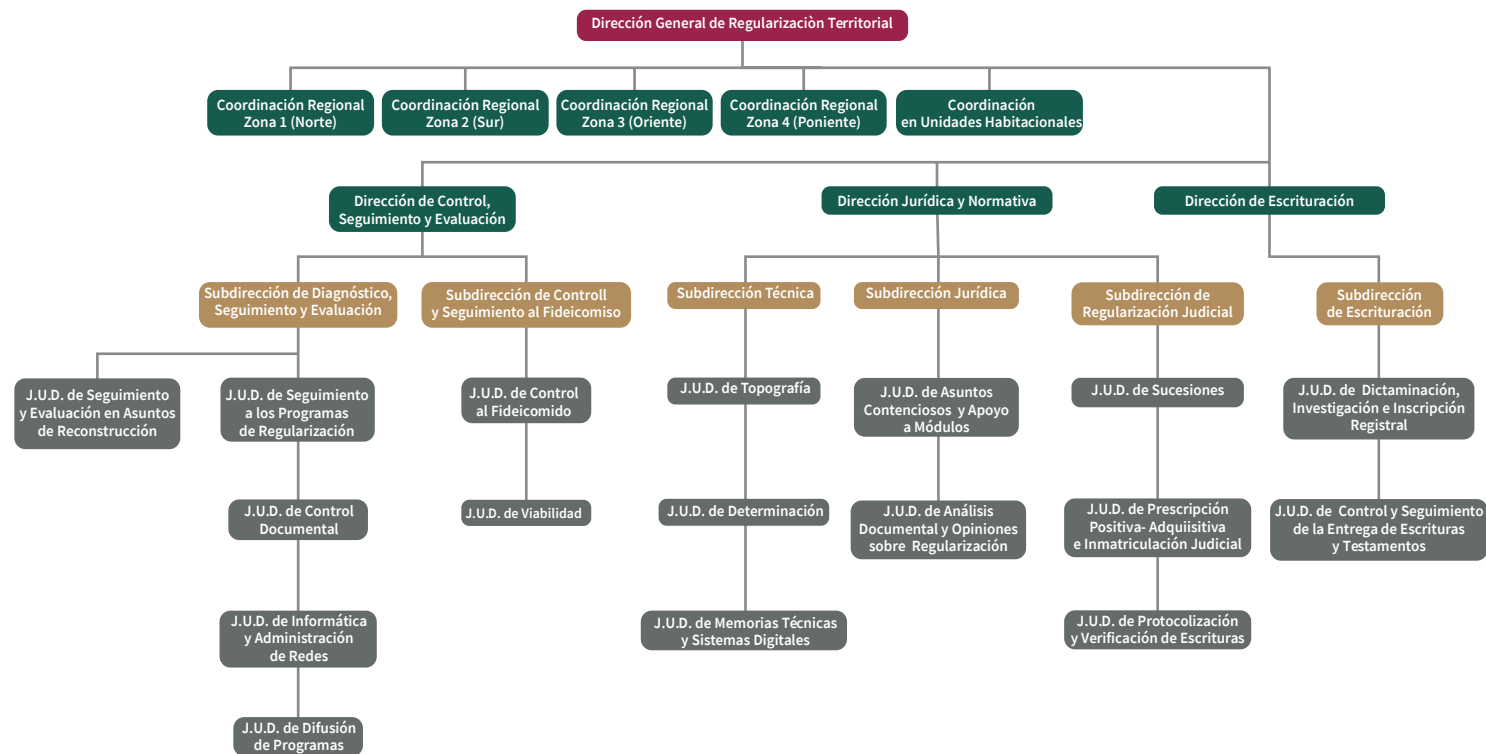 Dirección General de Regularizaciòn Territorial
Coordinación Regional
Zona 1 (Norte)
Coordinación Regional
Zona 2 (Sur)
Coordinación Regional
Zona 3 (Oriente)
Coordinación Regional
Zona 4 (Poniente)
Coordinación
en Unidades Habitacionales
Dirección de Control,
Seguimiento y Evaluación
Dirección Jurídica y Normativa
Dirección de Escrituración
Subdirección de Diagnóstico,
Seguimiento y Evaluación
Subdirección de Controll
y Seguimiento al Fideicomiso
Subdirección Técnica
Subdirección Jurídica
Subdirección de
Regularización Judicial
Subdirección
de Escrituración
J.U.D. de Seguimiento
y Evaluación en Asuntos
de Reconstrucción
J.U.D. de Seguimiento
a los Programas
de Regularización
J.U.D. de Control
al Fideicomido
J.U.D. de Topografía
J.U.D. de Asuntos
Contenciosos y Apoyo
a Módulos
J.U.D. de Sucesiones
J.U.D. de Dictaminación,
Investigación e Inscripción
Registral
J.U.D. de Control
Documental
J.U.D. de Viabilidad
J.U.D. de Determinación
J.U.D. de Análisis
Documental y Opiniones
sobre Regularización
J.U.D. de Prescripción
Positiva- Adquiisitiva
e Inmatriculación Judicial
J.U.D. de Control y Seguimiento
de la Entrega de Escrituras
y Testamentos
J.U.D. de Informática
y Administración
de Redes
J.U.D. de Memorias Técnicas
y Sistemas Digitales
J.U.D. de Protocolización
y Verificación de Escrituras
J.U.D. de Difusión
de Programas